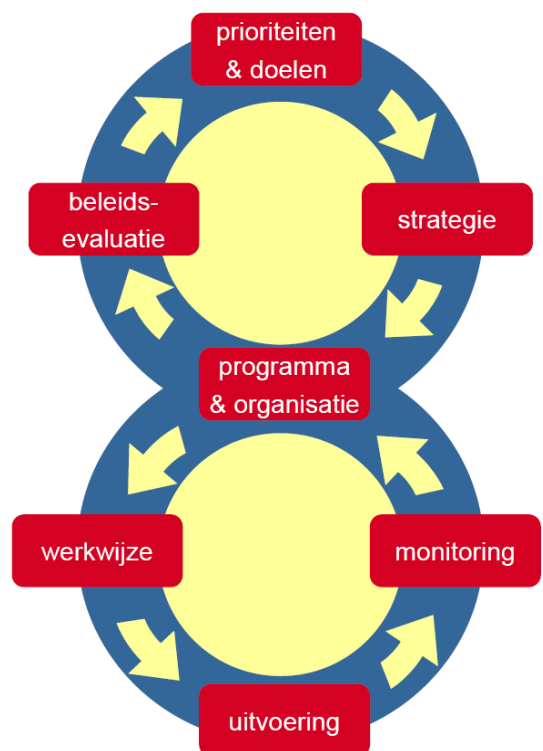 prioriteiten
& doelen
beleids-
evaluatie
strategie
programma
& organisatie
werkwijze
monitoring
uitvoering